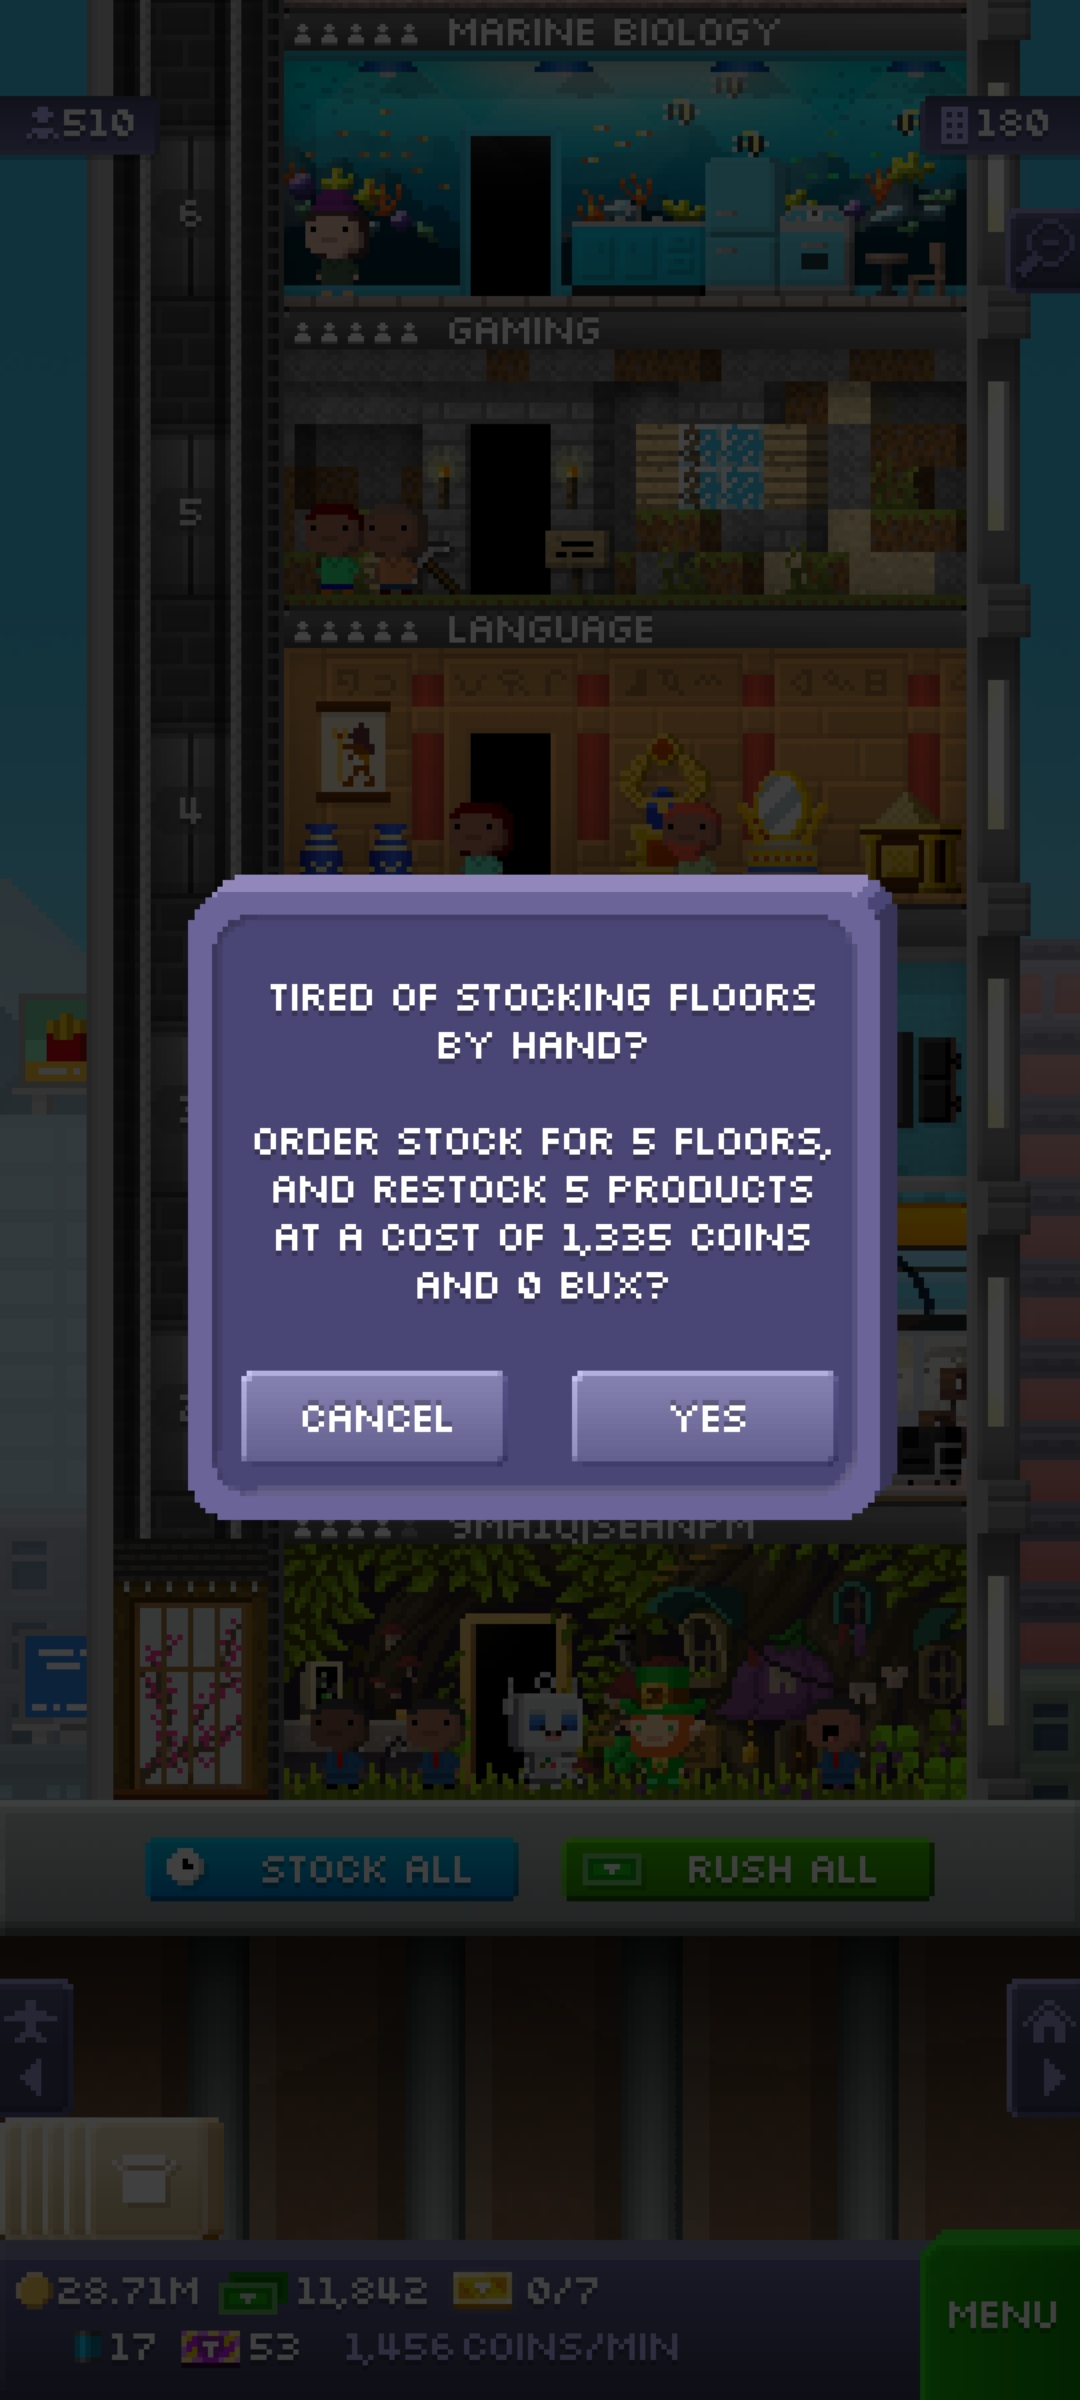 MARINE BIOLOGY
510
180
6
GAMING
5
LANGUAGE
4
TIRED OF STOCKING FLOORS
BY HAND?
ORDER STOCK FOR 5 FLOORS,
AND RESTOCK 5 PRODUCTS
AT A COST OF 1,335 COINS
AND 0 BUX?
CANCEL
YES
STOCK ALL
RUSH ALL
28.71M
11,842
0/7
MENU
17
53
1,456 COINS/MIN